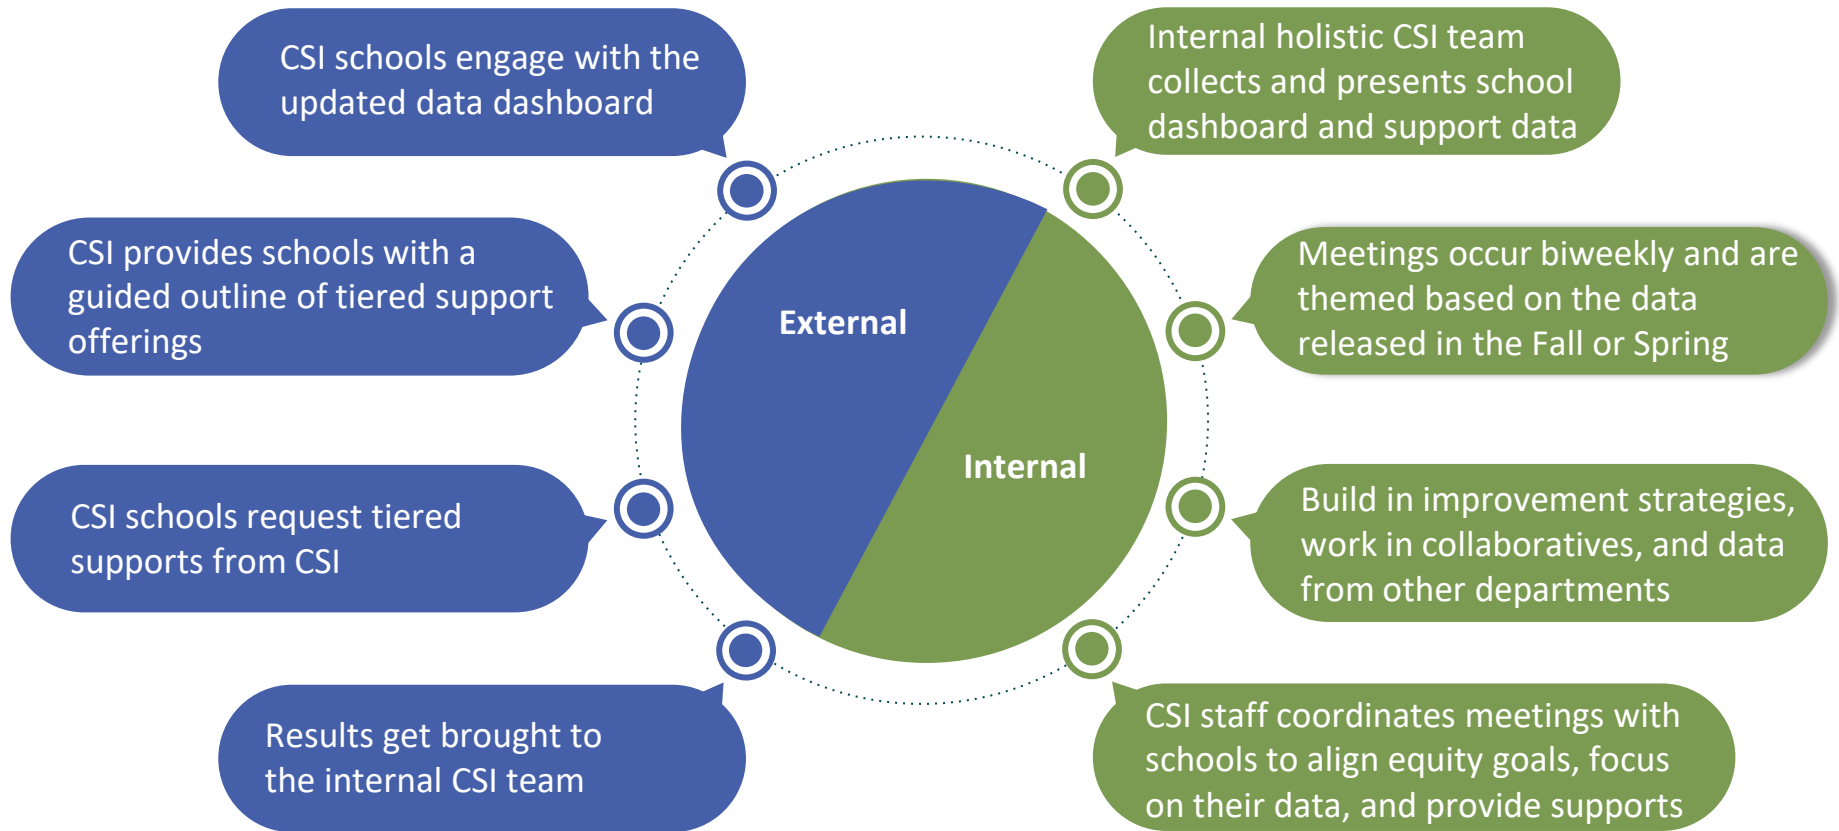 CSI schools engage with the
updated data dashboard
CSI provides schools with a
guided outline of tiered support
offerings
CSI schools request tiered
supports from CSI
Results get brought to
the internal CSI team
External
Internal
Internal holistic CSI team
collects and presents school
dashboard and support data
Meetings occur biweekly and are
themed based on the data
released in the Fall or Spring
Build in improvement strategies,
work in collaboratives, and data
from other departments
CSI staff coordinates meetings with
schools to align equity goals, focus
on their data, and provide supports